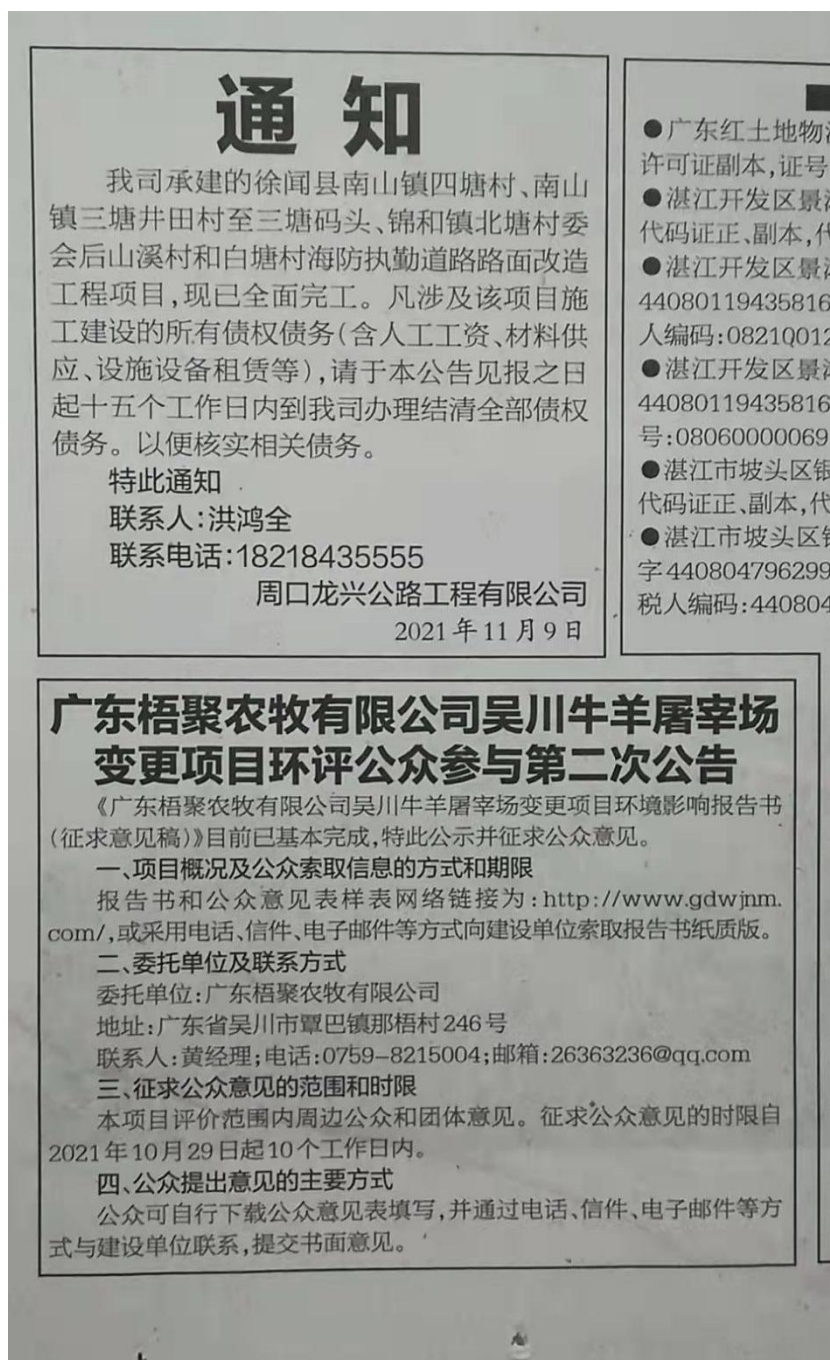 通知
我司承建的徐闻县南山镇四塘村、南山
镇三塘井田村至三塘码头、锦和镇北塘村委
会后山溪村和白塘村海防执勤道路路面改造
工程项目,现已全面完工。凡涉及该项目施
工建设的所有债权债务(含人工工资、材料供
应、设施设备租赁等),请于本公告见报之日
起十五个工作日内到我司办理结清全部债权
债务。以便核实相关债务。
特此通知
联系人:洪鸿全
联系电话:18218435555
周口龙兴公路工程有限公司
2021年11月9日
●广东红土地物
许可证副本,证号
●湛江开发区景
代码证正、副本,代
●湛江开发区景
44080119435816
人编码:0821Q012
●湛江开发区景
44080119435816
号:08060000069
●湛江市坡头区银
代码证正、副本,代
●湛江市坡头区
字440804796299
税人编码:440804
广东梧聚农牧有限公司吴川牛羊屠宰场
变更项目环评公众参与第二次公告
《广东梧聚农牧有限公司吴川牛羊屠宰场变更项目环境影响报告书
(征求意见稿)》目前已基本完成,特此公示并征求公众意见。
一、项目概况及公众索取信息的方式和期限
报告书和公众意见表样表网络链接为:http://www.gdwjnm.
com/,或采用电话、信件、电子邮件等方式向建设单位索取报告书纸质版。
二、委托单位及联系方式
委托单位:广东梧聚农牧有限公司
地址:广东省吴川市覃巴镇那梧村246号
联系人:黄经理;电话:0759-8215004;邮箱:26363236@qq.com
三、征求公众意见的范围和时限
本项目评价范围内周边公众和团体意见。征求公众意见的时限自
2021年10月29日起10个工作日内。
四、公众提出意见的主要方式
公众可自行下载公众意见表填写,并通过电话、信件、电子邮件等方
式与建设单位联系,提交书面意见。